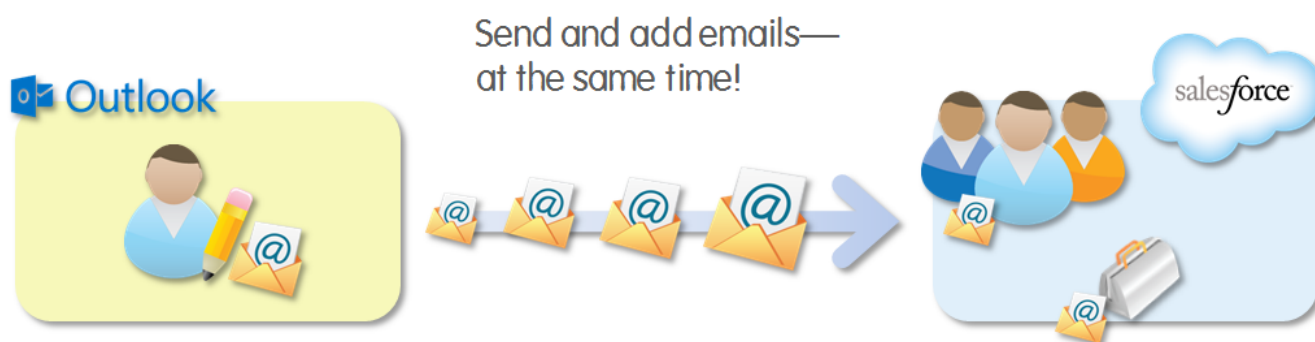 Send and add emails—
at the same time!
Outlook
salesforce